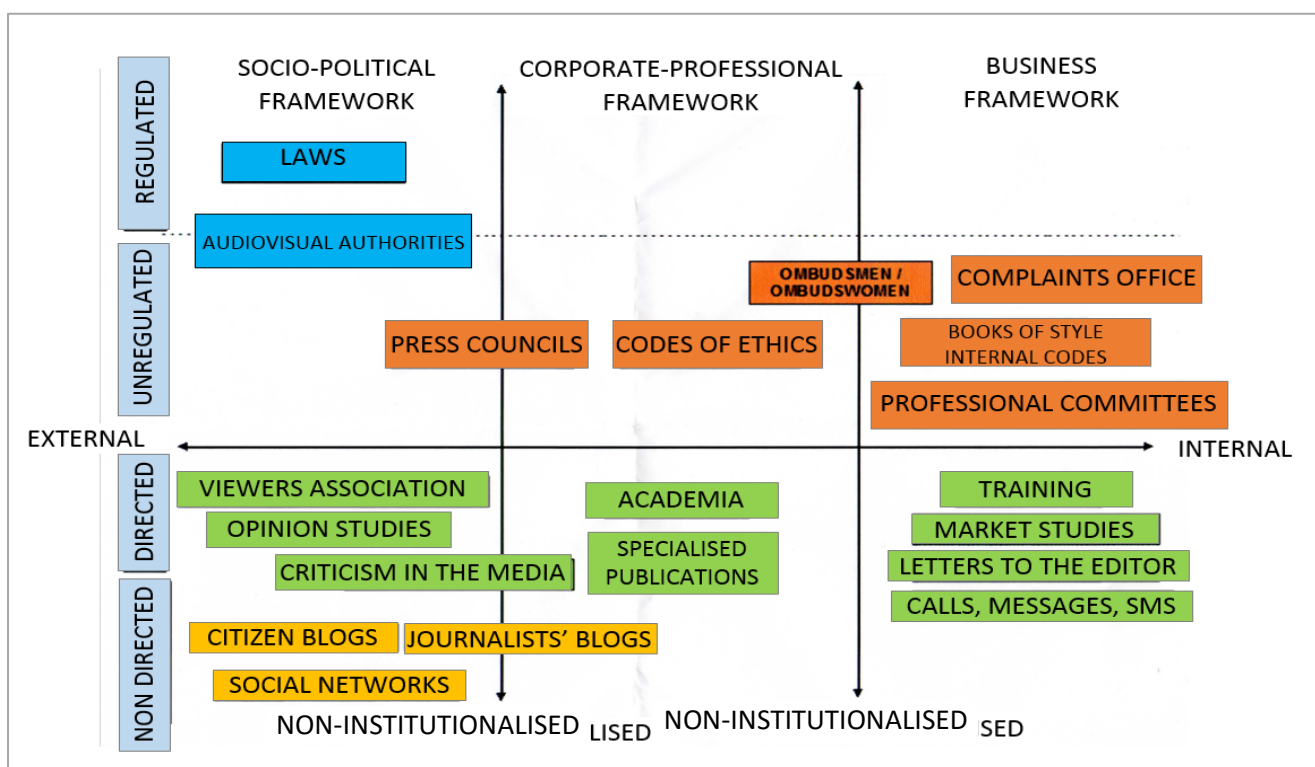 SOCIO-POLITICAL
FRAMEWORK
CORPORATE-PROFESSIONAL
FRAMEWORK
BUSINESS
FRAMEWORK
REGULATED
LAWS
AUDIOVISUAL AUTHORITIES
UNREGULATED
OMBUDSMEN /
OMBUDSWOMEN
COMPLAINTS OFFICE
PRESS COUNCILS
CODES OF ETHICS
BOOKS OF STYLE
INTERNAL CODES
PROFESSIONAL COMMITTEES
EXTERNAL
INTERNAL
DIRECTED
VIEWERS ASSOCIATION
ACADEMIA
TRAINING
OPINION STUDIES
MARKET STUDIES
CRITICISM IN THE MEDIA
SPECIALISED
PUBLICATIONS
LETTERS TO THE EDITOR
CALLS, MESSAGES, SMS
NON DIRECTED
CITIZEN BLOGS
JOURNALISTS’ BLOGS
SOCIAL NETWORKS
NON-INSTITUTIONALISED
LISED
NON-INSTITUTIONALISED
SED